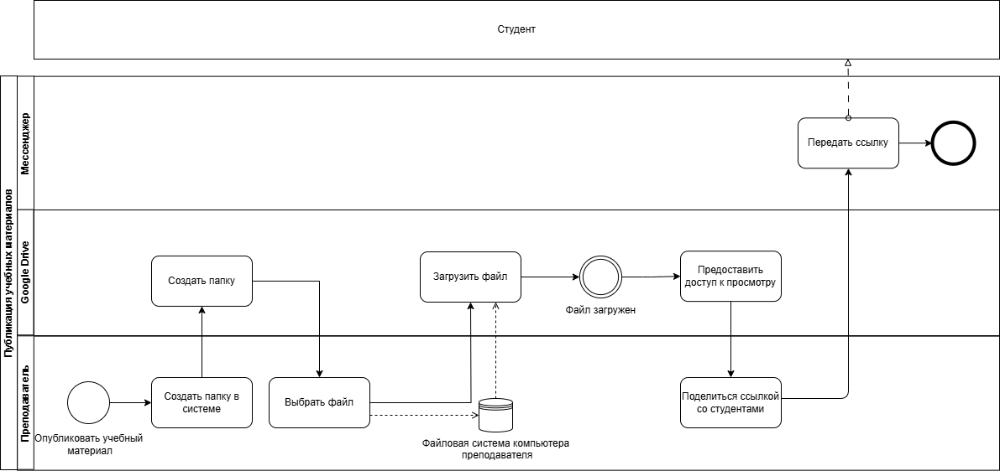 Студент
Публикация учебных материалов
Мессенджер
Передать ссылку
Google Drive
Создать папку
Загрузить файл
Файл загружен
Предоставить
доступ к просмотру
Преподаватель
Опубликовать учебный
материал
Создать папку в
системе
Выбрать файл
Файловая система компьютера
преподавателя
Поделиться ссылкой
со студентами